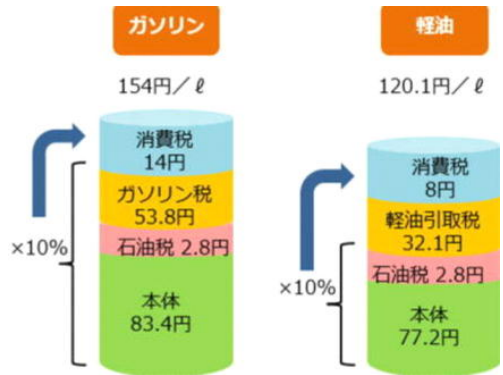 ガソリン
154円/ℓ
消費税
14円
ガソリン税
53.8円
石油税 2.8円
本体
83.4円
×10%
軽油
120.1円/ℓ
消費税
8円
軽油引取税
32.1円
石油税 2.8円
本体
77.2円
×10%